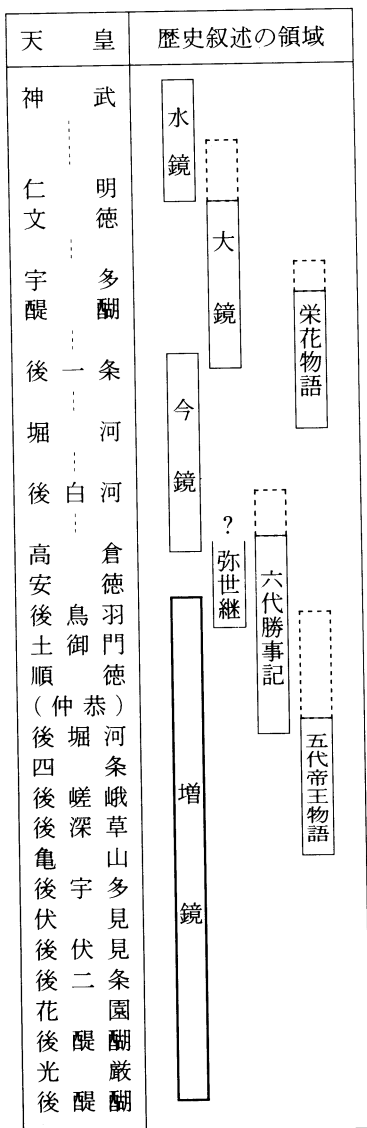 天皇
歴史叙述の領域
神武
仁明
文徳
宇多
醍醐
後一条
堀河
後白河
高倉
安徳
後鳥羽
土御門
順徳
(仲恭)
後堀河
四条
後嵯峨
後深草
亀山
後宇多
伏見
後伏見
後二条
花園
後醍醐
光厳
後醍醐
水鏡
大鏡
栄花物語
今鏡
?
弥世継
六代勝事記
五代帝王物語
増鏡